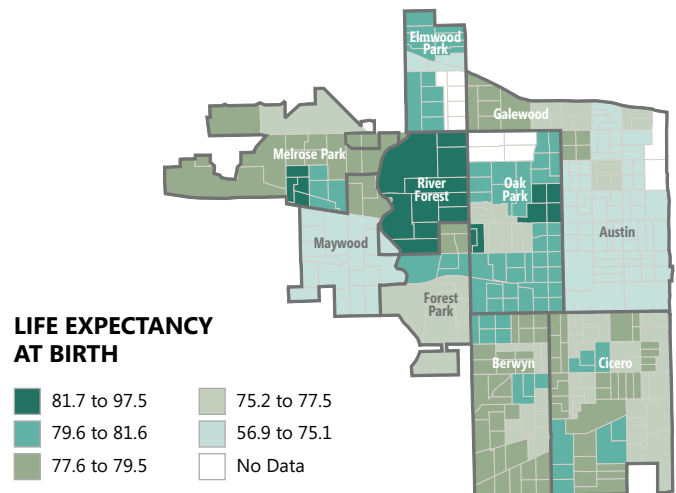 Elmwood
Park
Galewood
Melrose Park
River
Forest
Oak
Park
Maywood
Austin
Forest
Park
Berwyn
Cicero
LIFE EXPECTANCY
AT BIRTH
81.7 to 97.5
79.6 to 81.6
77.6 to 79.5
75.2 to 77.5
56.9 to 75.1
No Data